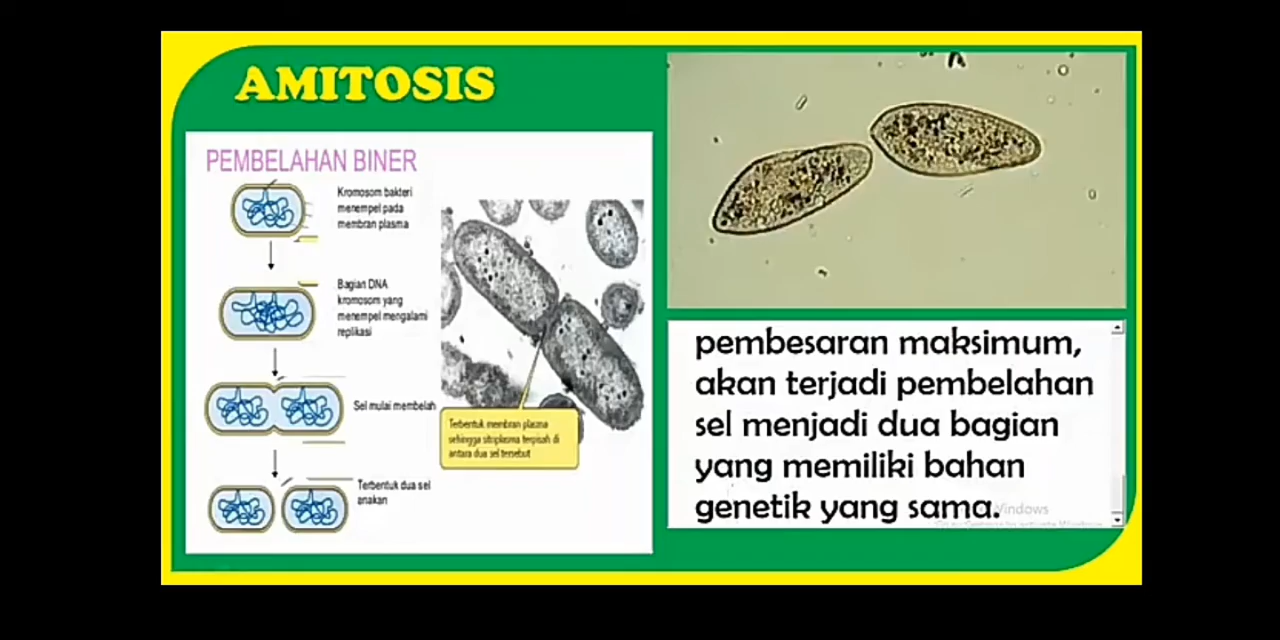 AMITOSIS
PEMBELAHAN BINER
Kromosom bakteri
menempel pada
membran plasma
Bagian DNA
kromosom yang
menempel mengalami
replikasi
Sel mulai membelah
Terbentuk membran plasma
sehingga sitoplasma terpisah di
antara dua sel tersebut
Terbentuk dua sel
anakan
pembesaran maksimum,
akan terjadi pembelahan
sel menjadi dua bagian
yang memiliki bahan
genetik yang sama.
Windows